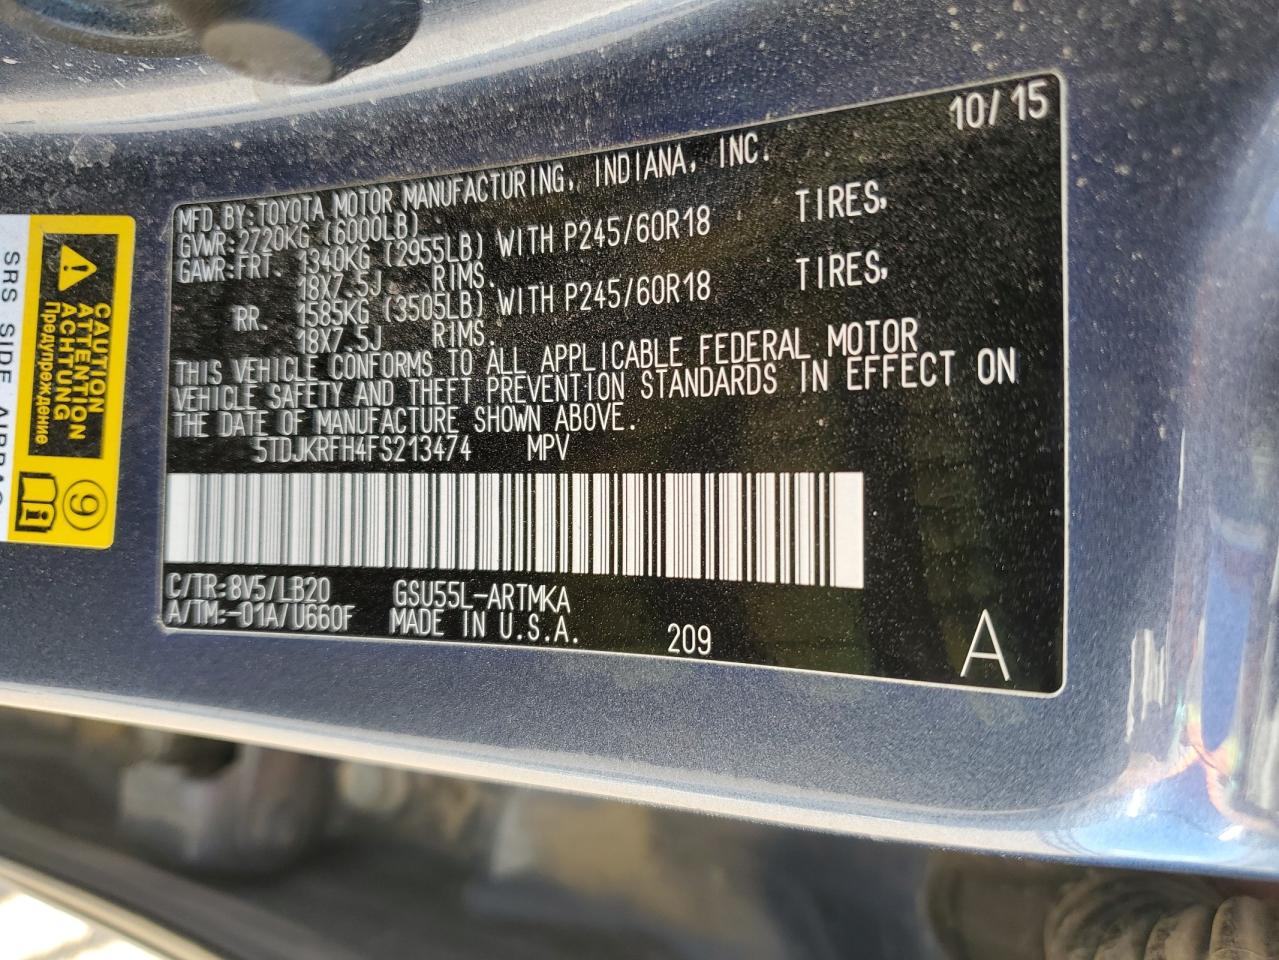 10/15
MFD.BY:TOYOTA MOTOR MANUFACTURING, INDIANA, INC.
GVWR:2720KG (6000LB)
GAWR:FRT. 1340KG (2955LB) WITH P245/60R18 TIRES,
18X7.5J RIMS.
RR. 1585KG (3505LB) WITH P245/60R18 TIRES,
18X7.5J RIMS.
THIS VEHICLE CONFORMS TO ALL APPLICABLE FEDERAL MOTOR
VEHICLE SAFETY AND THEFT PREVENTION STANDARDS IN EFFECT ON
THE DATE OF MANUFACTURE SHOWN ABOVE.
5TDJKRFH4FS213474 MPV
C/TR:8V5/LB20 GSU55L-ARTMKA
A/TM:-01A/U660F MADE IN U.S.A. 209 A
CAUTION
ATTENTION
ACHTUNG
Предупреждение
9
SRS SIDE AIRBAG